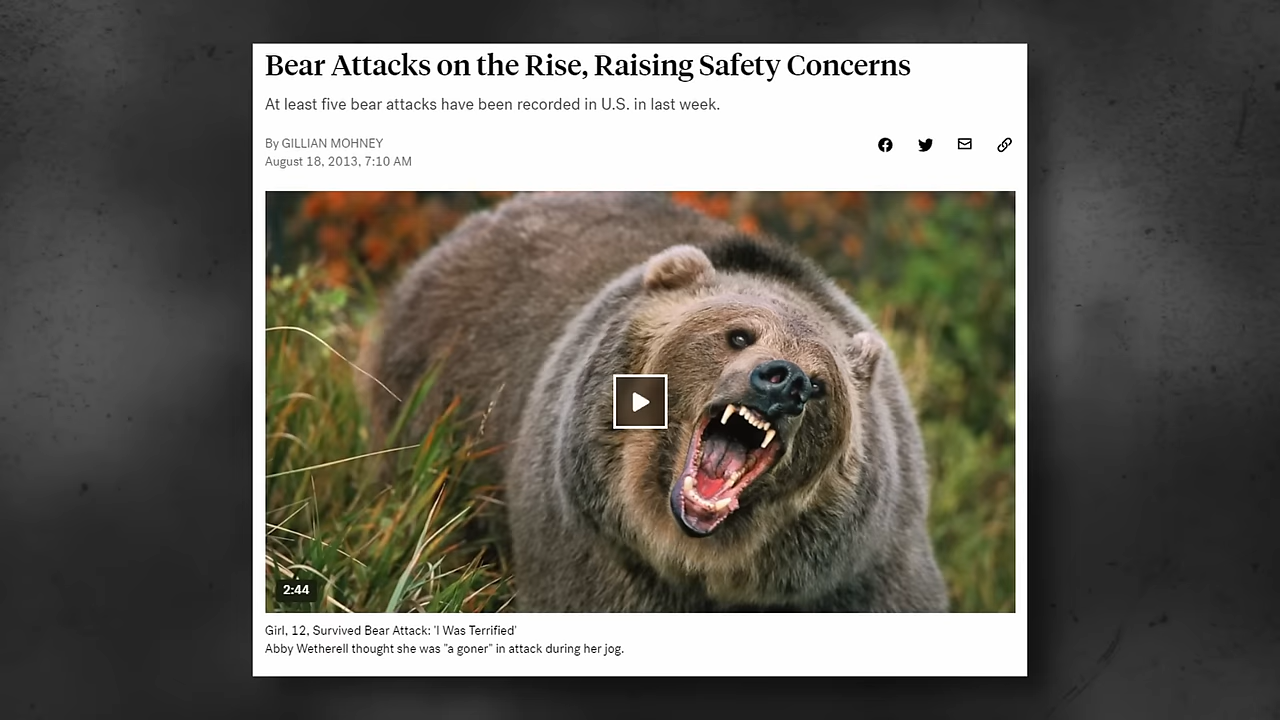 Bear Attacks on the Rise, Raising Safety Concerns
At least five bear attacks have been recorded in U.S. in last week.
By GILLIAN MOHNEY
August 18, 2013, 7:10 AM
2:44
Girl, 12, Survived Bear Attack: 'I Was Terrified'
Abby Wetherell thought she was "a goner" in attack during her jog.